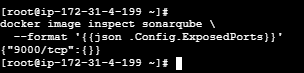 [root@ip-172-31-4-199 ~]#
docker image inspect sonarqube \
  --format '{{json .Config.ExposedPorts}}'
{"9000/tcp":{}}
[root@ip-172-31-4-199 ~]#